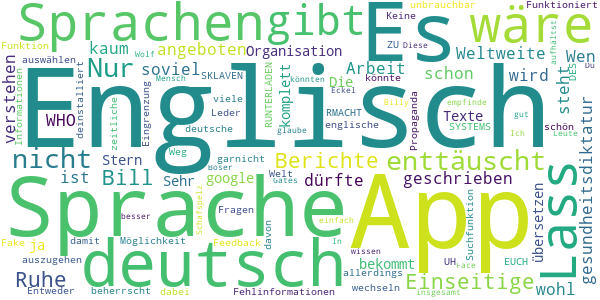 Sprachen gibt Es wäre
unbrauchbar Funktioniert
Keine
ZU Diese
aufhältst
Funktion kaum angeboten Organisation Weltweite Wen
auswählen Wolf
verstehen Informationen deinstalliert Nur soviel SKLAVEN komplett Die Arbeit könnte schon wird steht DES Du
Mensch könnten RUNTERLADEN
Englisch
WHO zeitliche Eingrenzung viele Leder Eckel Billy Texte
deutsche RMACHT englische Propaganda SYSTEMS empfinde gut schön
glaube Ich Leute
nicht Stern Weg garnicht Berichte enttäuscht Lass
ist Bill Sehr google Böser Welt Gates dürfte geschrieben übersetzen gesundheitsdiktatur
Sprache App
besser Schafspelz Fragen einfach Suchfunktion
Fake ja damit Möglichkeit Feedback davon In wissen
deutsch
auszugehen bekommt UH Face EUCH
Ruhe allerdings Einseitige wohl
Entweder beherrscht dabei Fehlinformationen wechseln insgesamt